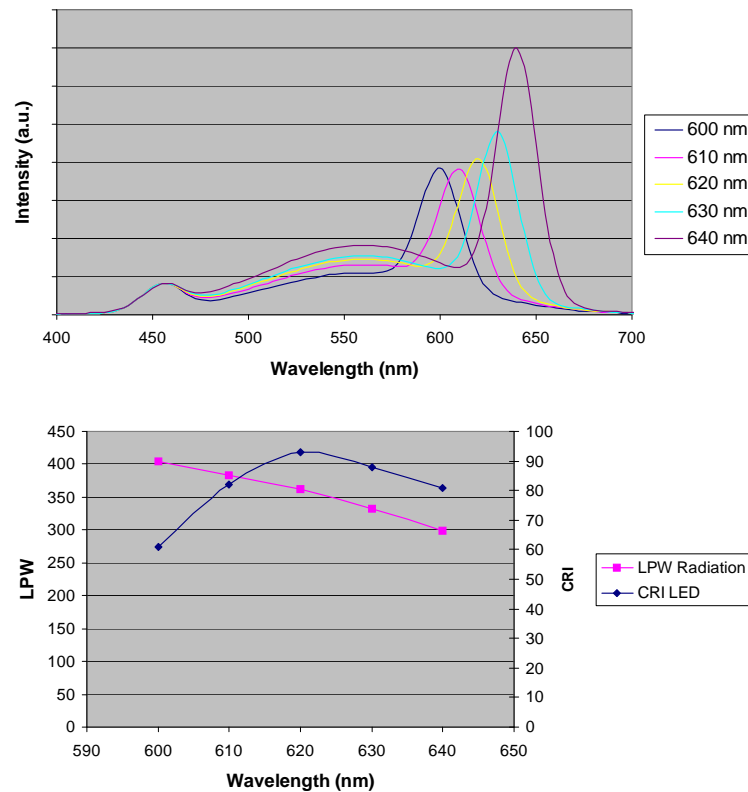 Intensity (a.u.)
600 nm
610 nm
620 nm
630 nm
640 nm
400 450 500 550 600 650 700
Wavelength (nm)
450
400
350
300
250
200
150
100
50
0
LPW
100
90
80
70
60
50
40
30
20
10
0
CRI
LPW Radiation
CRI LED
590 600 610 620 630 640 650
Wavelength (nm)